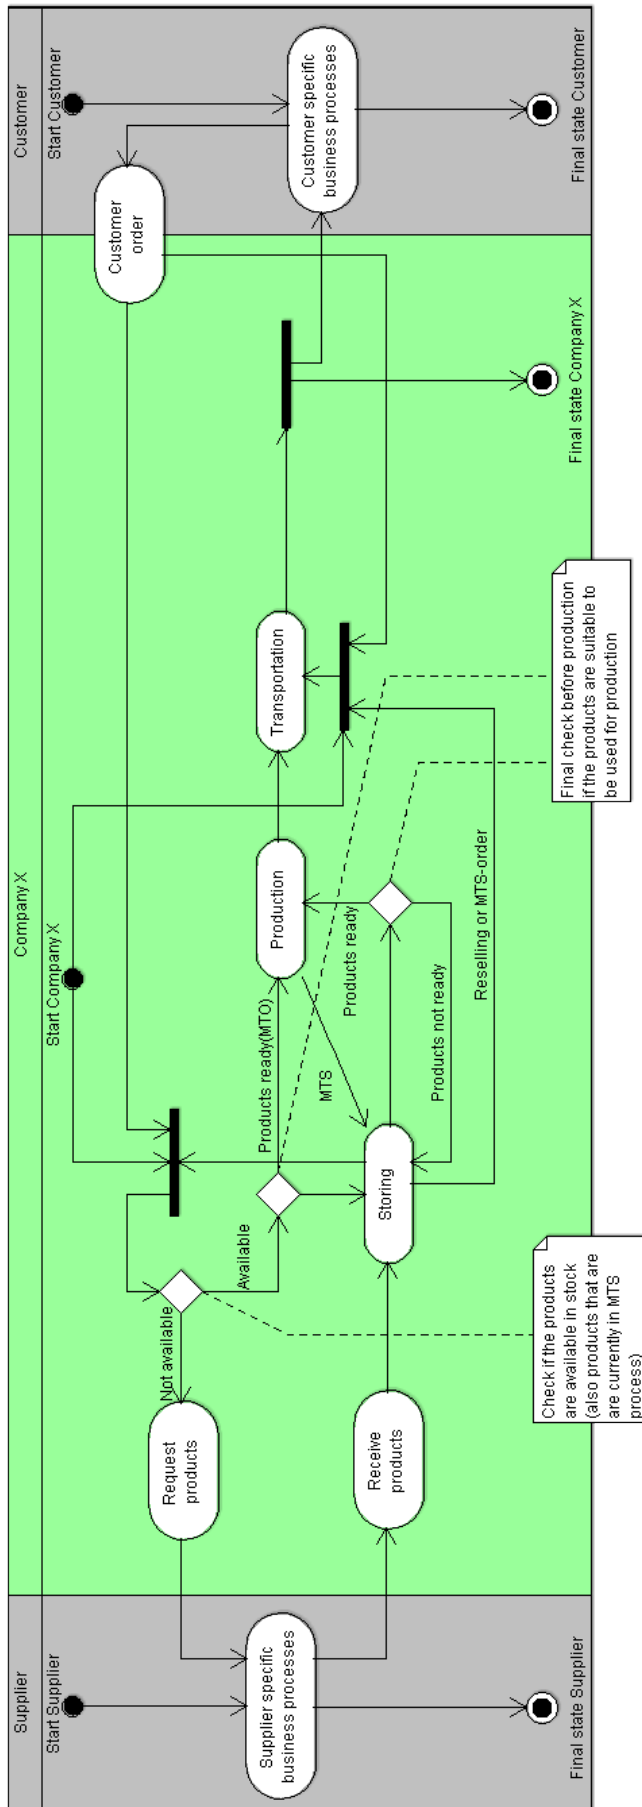 Supplier
Company X
Customer
Start Supplier
Start Company X
Start Customer
Customer
order
Not available
Request
products
Available
Products ready(MTO)
Supplier specific
business processes
Production
Transportation
Customer specific
business processes
MTS
Products ready
Receive
products
Storing
Products not ready
Reselling or MTS-order
Final state Supplier
Final state Company X
Final state Customer
Check if the products
are available in stock
(also products that are
are currently in MTS
process)
Final check before production
if the products are suitable to
be used for production